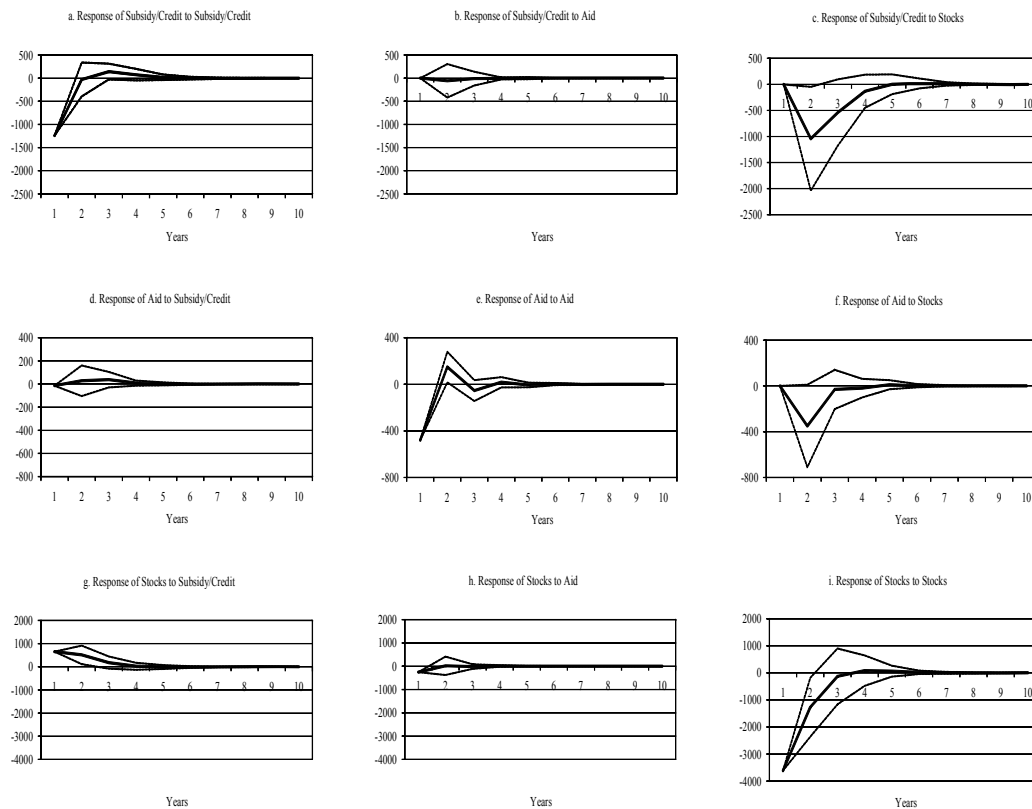 a. Response of Subsidy/Credit to Subsidy/Credit
500
0
-500
-1000
-1500
-2000
-2500
1 2 3 4 5 6 7 8 9 10
Years
b. Response of Subsidy/Credit to Aid
500
0
-500
-1000
-1500
-2000
-2500
1 2 3 4 5 6 7 8 9 10
Years
c. Response of Subsidy/Credit to Stocks
500
0
-500
-1000
-1500
-2000
-2500
1 2 3 4 5 6 7 8 9 10
Years
d. Response of Aid to Subsidy/Credit
400
200
0
-200
-400
-600
-800
1 2 3 4 5 6 7 8 9 10
Years
e. Response of Aid to Aid
400
0
-400
-800
1 2 3 4 5 6 7 8 9 10
Years
f. Response of Aid to Stocks
400
0
-400
-800
1 2 3 4 5 6 7 8 9 10
Years
g. Response of Stocks to Subsidy/Credit
2000
1000
0
-1000
-2000
-3000
-4000
1 2 3 4 5 6 7 8 9 10
Years
h. Response of Stocks to Aid
2000
1000
0
-1000
-2000
-3000
-4000
1 2 3 4 5 6 7 8 9 10
Years
i. Response of Stocks to Stocks
2000
1000
0
-1000
-2000
-3000
-4000
1 2 3 4 5 6 7 8 9 10
Years